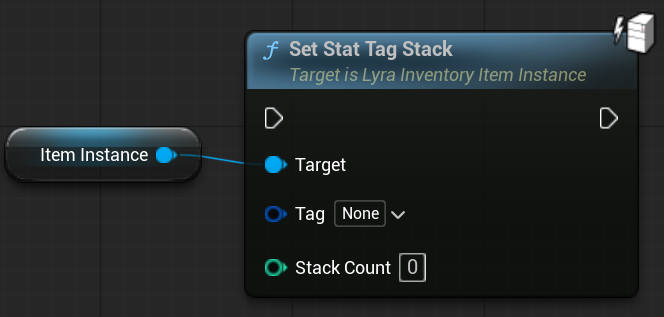 Set Stat Tag Stack
Target is Lyra Inventory Item Instance
Item Instance
Target
Tag None
Stack Count 0